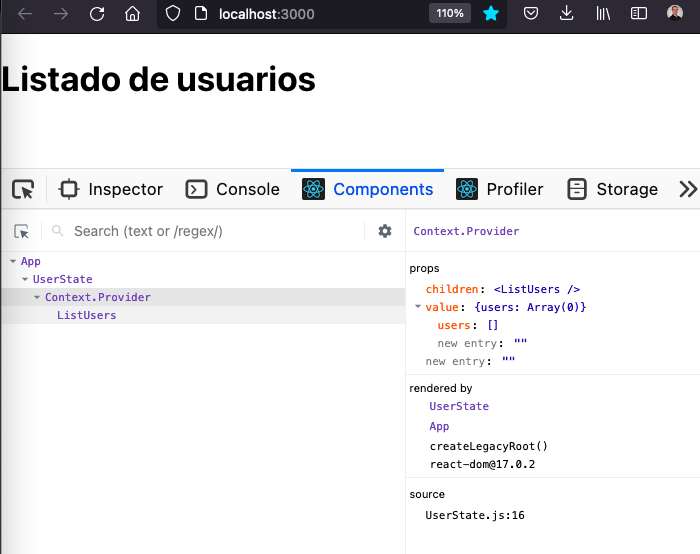 localhost:3000 110%
Listado de usuarios
Inspector Console Components Profiler Storage
Search (text or /regex/)
App
UserState
Context.Provider
ListUsers
Context.Provider
props
children: <ListUsers />
value: {users: Array(0)}
users: []
new entry: ""
new entry: ""
rendered by
UserState
App
createLegacyRoot()
react-dom@17.0.2
source
UserState.js:16